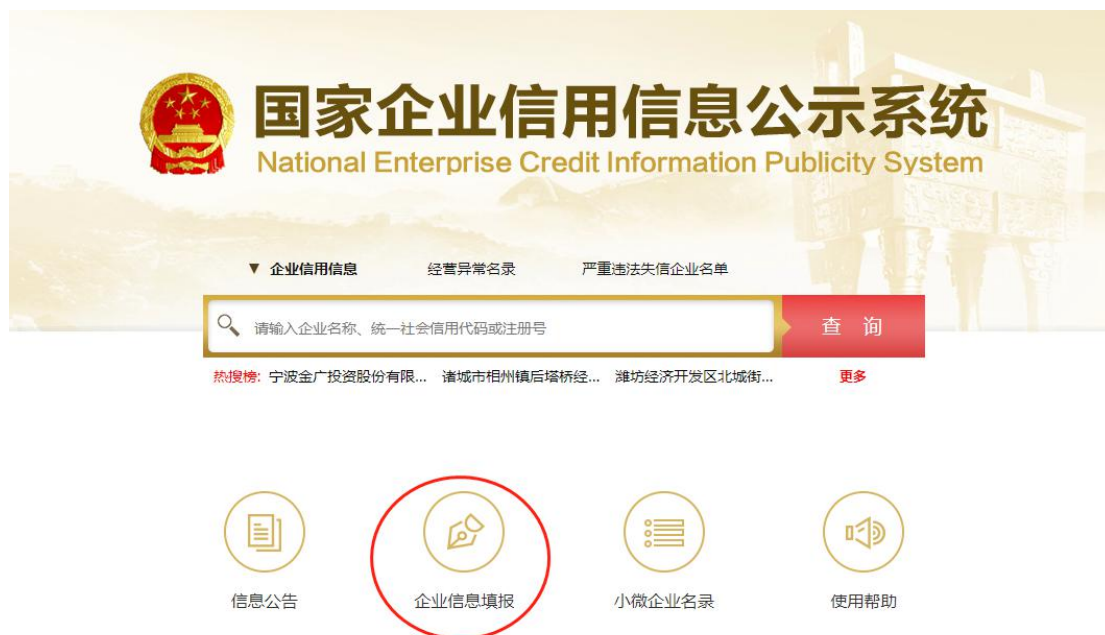 国家企业信用信息公示系统
National Enterprise Credit Information Publicity System
▼ 企业信用信息 经营异常名录 严重违法失信企业名单
请输入企业名称、统一社会信用代码或注册号 查 询
热搜榜: 宁波金广投资股份有限... 诸城市相州镇后塔桥经... 潍坊经济开发区北城街... 更多
信息公告 企业信息填报 小微企业名录 使用帮助